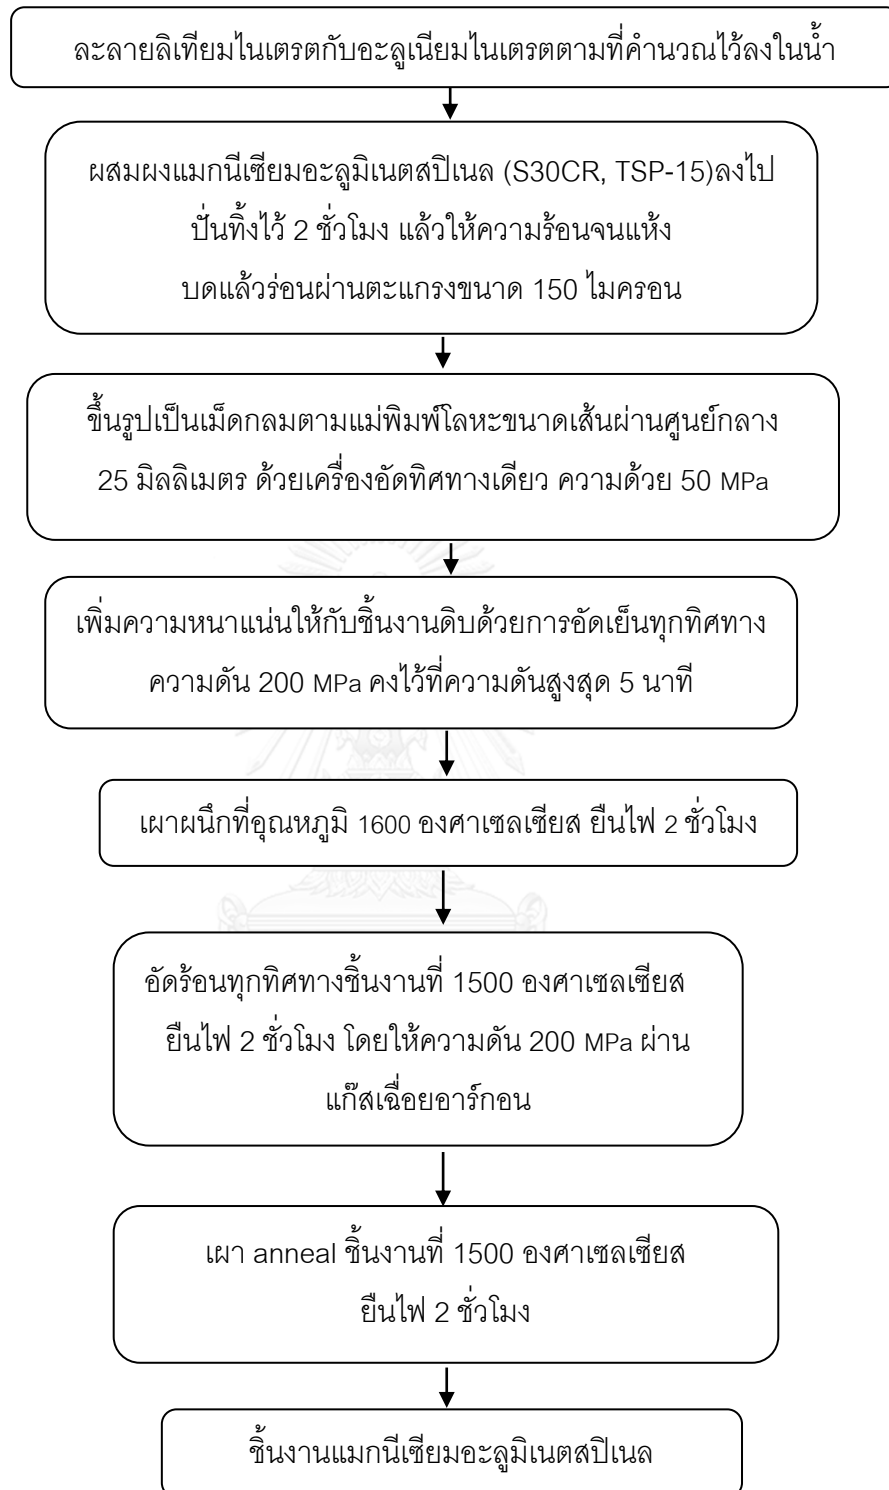 ละลายลิเทียมไนเตรตกับอะลูเนียมไนเตรตตามที่คำนวณไว้ลงในน้ำ
ผสมผงแมกนีเซียมอะลูมิเนตสปิเนล (S30CR, TSP-15)ลงไป
ปั่นทิ้งไว้ 2 ชั่วโมง แล้วให้ความร้อนจนแห้ง
บดแล้วร่อนผ่านตะแกรงขนาด 150 ไมครอน
ขึ้นรูปเป็นเม็ดกลมตามแม่พิมพ์โลหะขนาดเส้นผ่านศูนย์กลาง
25 มิลลิเมตร ด้วยเครื่องอัดทิศทางเดียว ความด้วย 50 MPa
เพิ่มความหนาแน่นให้กับชิ้นงานดิบด้วยการอัดเย็นทุกทิศทาง
ความดัน 200 MPa คงไว้ที่ความดันสูงสุด 5 นาที
เผาผนึกที่อุณหภูมิ 1600 องศาเซลเซียส ยืนไฟ 2 ชั่วโมง
อัดร้อนทุกทิศทางชิ้นงานที่ 1500 องศาเซลเซียส
ยืนไฟ 2 ชั่วโมง โดยให้ความดัน 200 MPa ผ่าน
แก๊สเฉื่อยอาร์กอน
เผา anneal ชิ้นงานที่ 1500 องศาเซลเซียส
ยืนไฟ 2 ชั่วโมง
ชิ้นงานแมกนีเซียมอะลูมิเนตสปิเนล